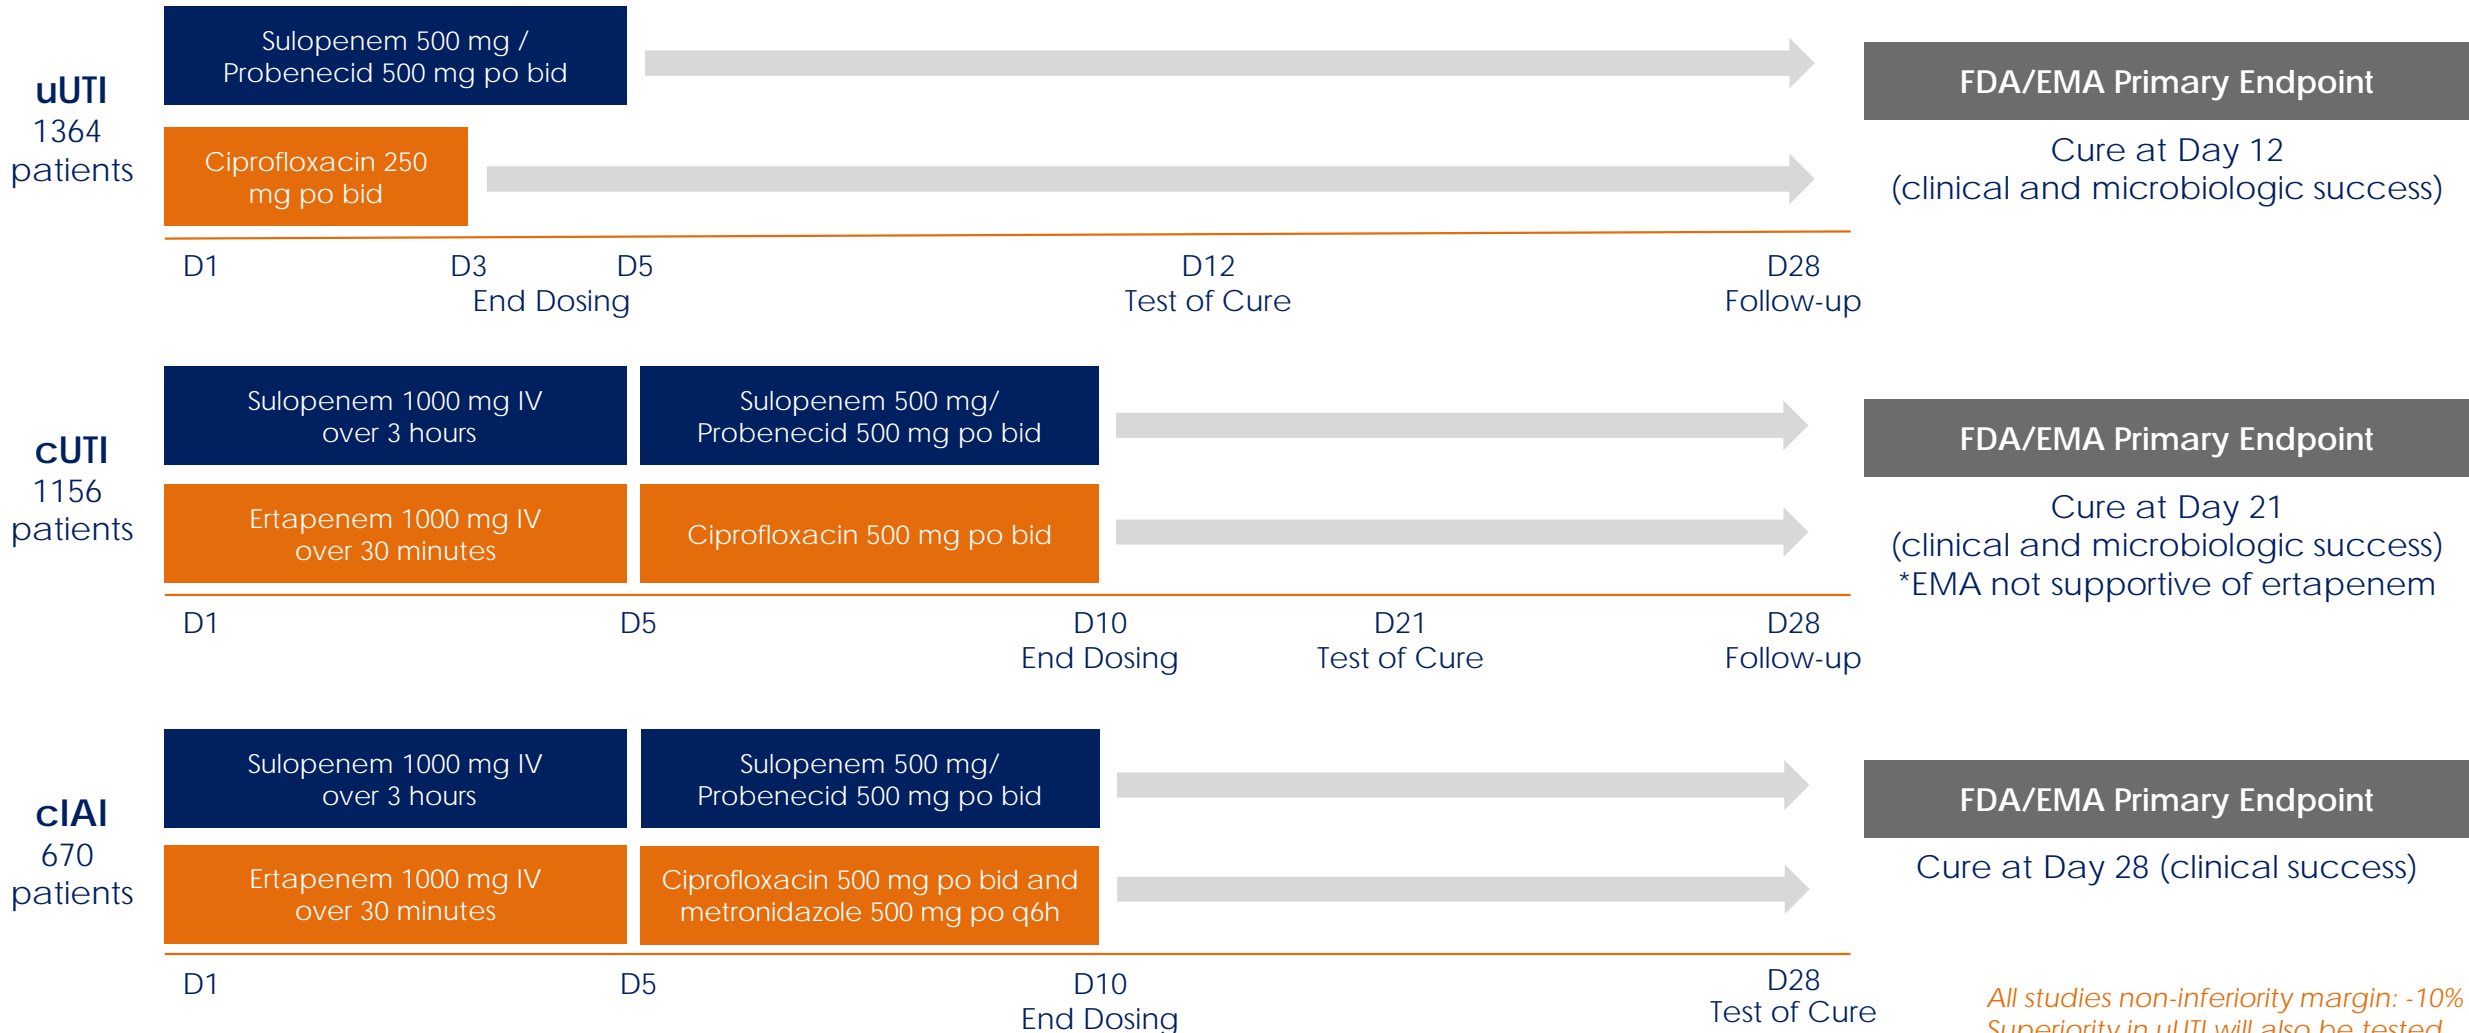 uUTI
1364
patients
Sulopenem 500 mg /
Probenecid 500 mg po bid
Ciprofloxacin 250
mg po bid
FDA/EMA Primary Endpoint
Cure at Day 12
(clinical and microbiologic success)
D1
D3
D5
End Dosing
D12
Test of Cure
D28
Follow-up
cUTI
1156
patients
Sulopenem 1000 mg IV
over 3 hours
Sulopenem 500 mg/
Probenecid 500 mg po bid
Ertapenem 1000 mg IV
over 30 minutes
Ciprofloxacin 500 mg po bid
FDA/EMA Primary Endpoint
Cure at Day 21
(clinical and microbiologic success)
*EMA not supportive of ertapenem
D1
D5
D10
End Dosing
D21
Test of Cure
D28
Follow-up
cIAI
670
patients
Sulopenem 1000 mg IV
over 3 hours
Sulopenem 500 mg/
Probenecid 500 mg po bid
Ertapenem 1000 mg IV
over 30 minutes
Ciprofloxacin 500 mg po bid and
metronidazole 500 mg po q6h
FDA/EMA Primary Endpoint
Cure at Day 28 (clinical success)
D1
D5
D10
End Dosing
D28
Test of Cure
All studies non-inferiority margin: -10%
Superiority in uUTI will also be tested